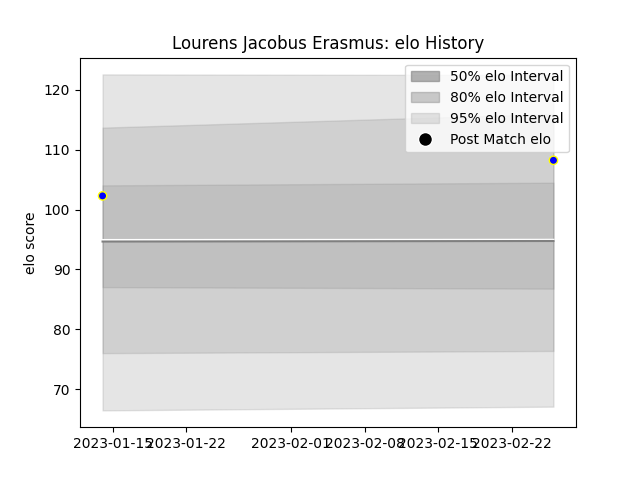 Lourens Jacobus Erasmus: elo History
50% elo Interval
80% elo Interval
95% elo Interval
Post Match elo
elo score
120
110
100
90
80
70
2023-01-15
2023-01-22
2023-02-01
2023-02-08
2023-02-15
2023-02-22